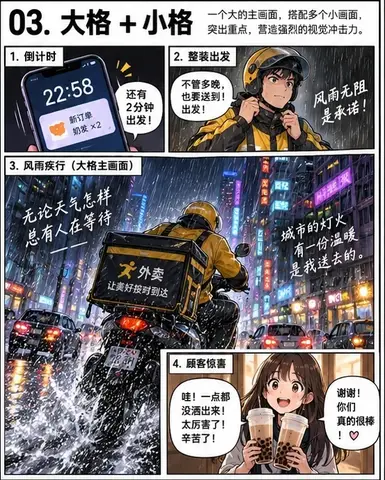 03. 大格 + 小格
一个大的主画面，搭配多个小画面，
突出重点，营造强烈的视觉冲击力。
1. 倒计时
22:58
新订单
奶茶 ×2
还有
2分钟
出发！
2. 整装出发
不管多晚，
也要送到！
出发！
风雨无阻
是承诺！
3. 风雨疾行（大格主画面）
无论天气怎样
总有人在等待
城市的灯火
有一份温暖
是我送去的。
外卖
让美好按时到达
4. 顾客惊喜
哇！一点都
没洒出来！
太厉害了！
辛苦了！
谢谢！
你们
真的很棒
！♡